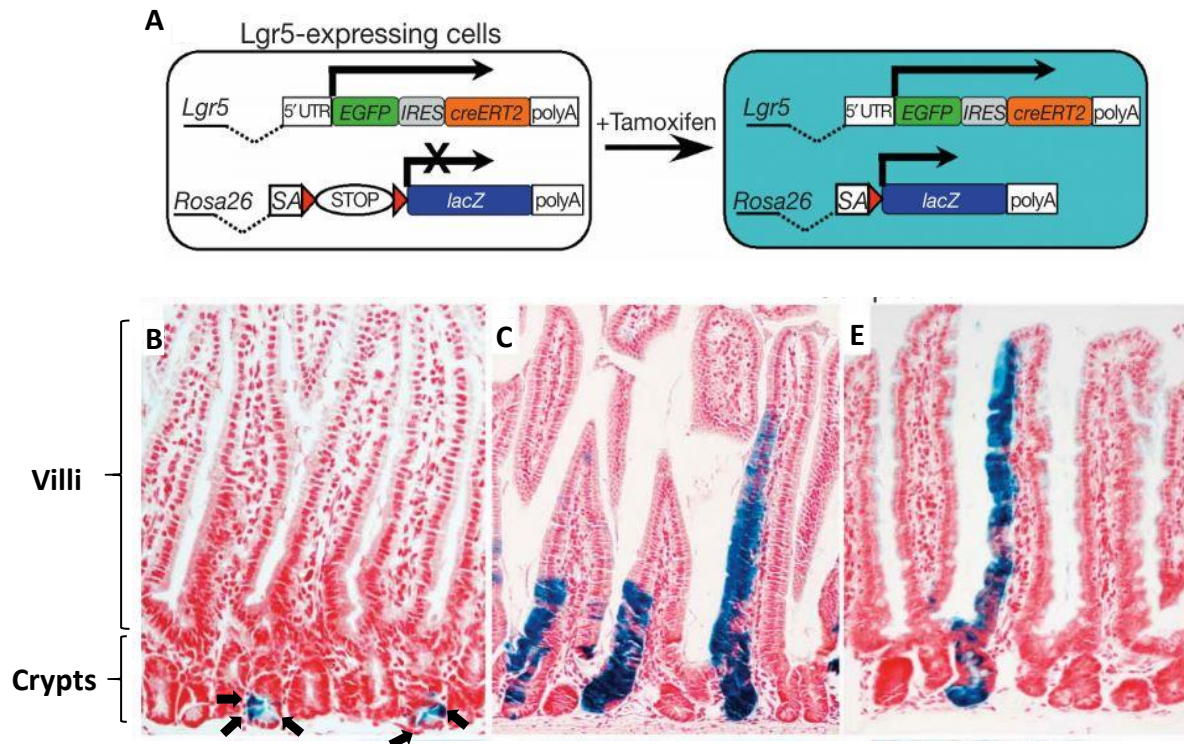 A
Lgr5-expressing cells
Lgr5 5' UTR EGFP IRES creERT2 polyA
Rosa26 SA STOP lacZ polyA
+Tamoxifen
Lgr5 5' UTR EGFP IRES creERT2 polyA
Rosa26 SA lacZ polyA
B
C
E
Villi
Crypts